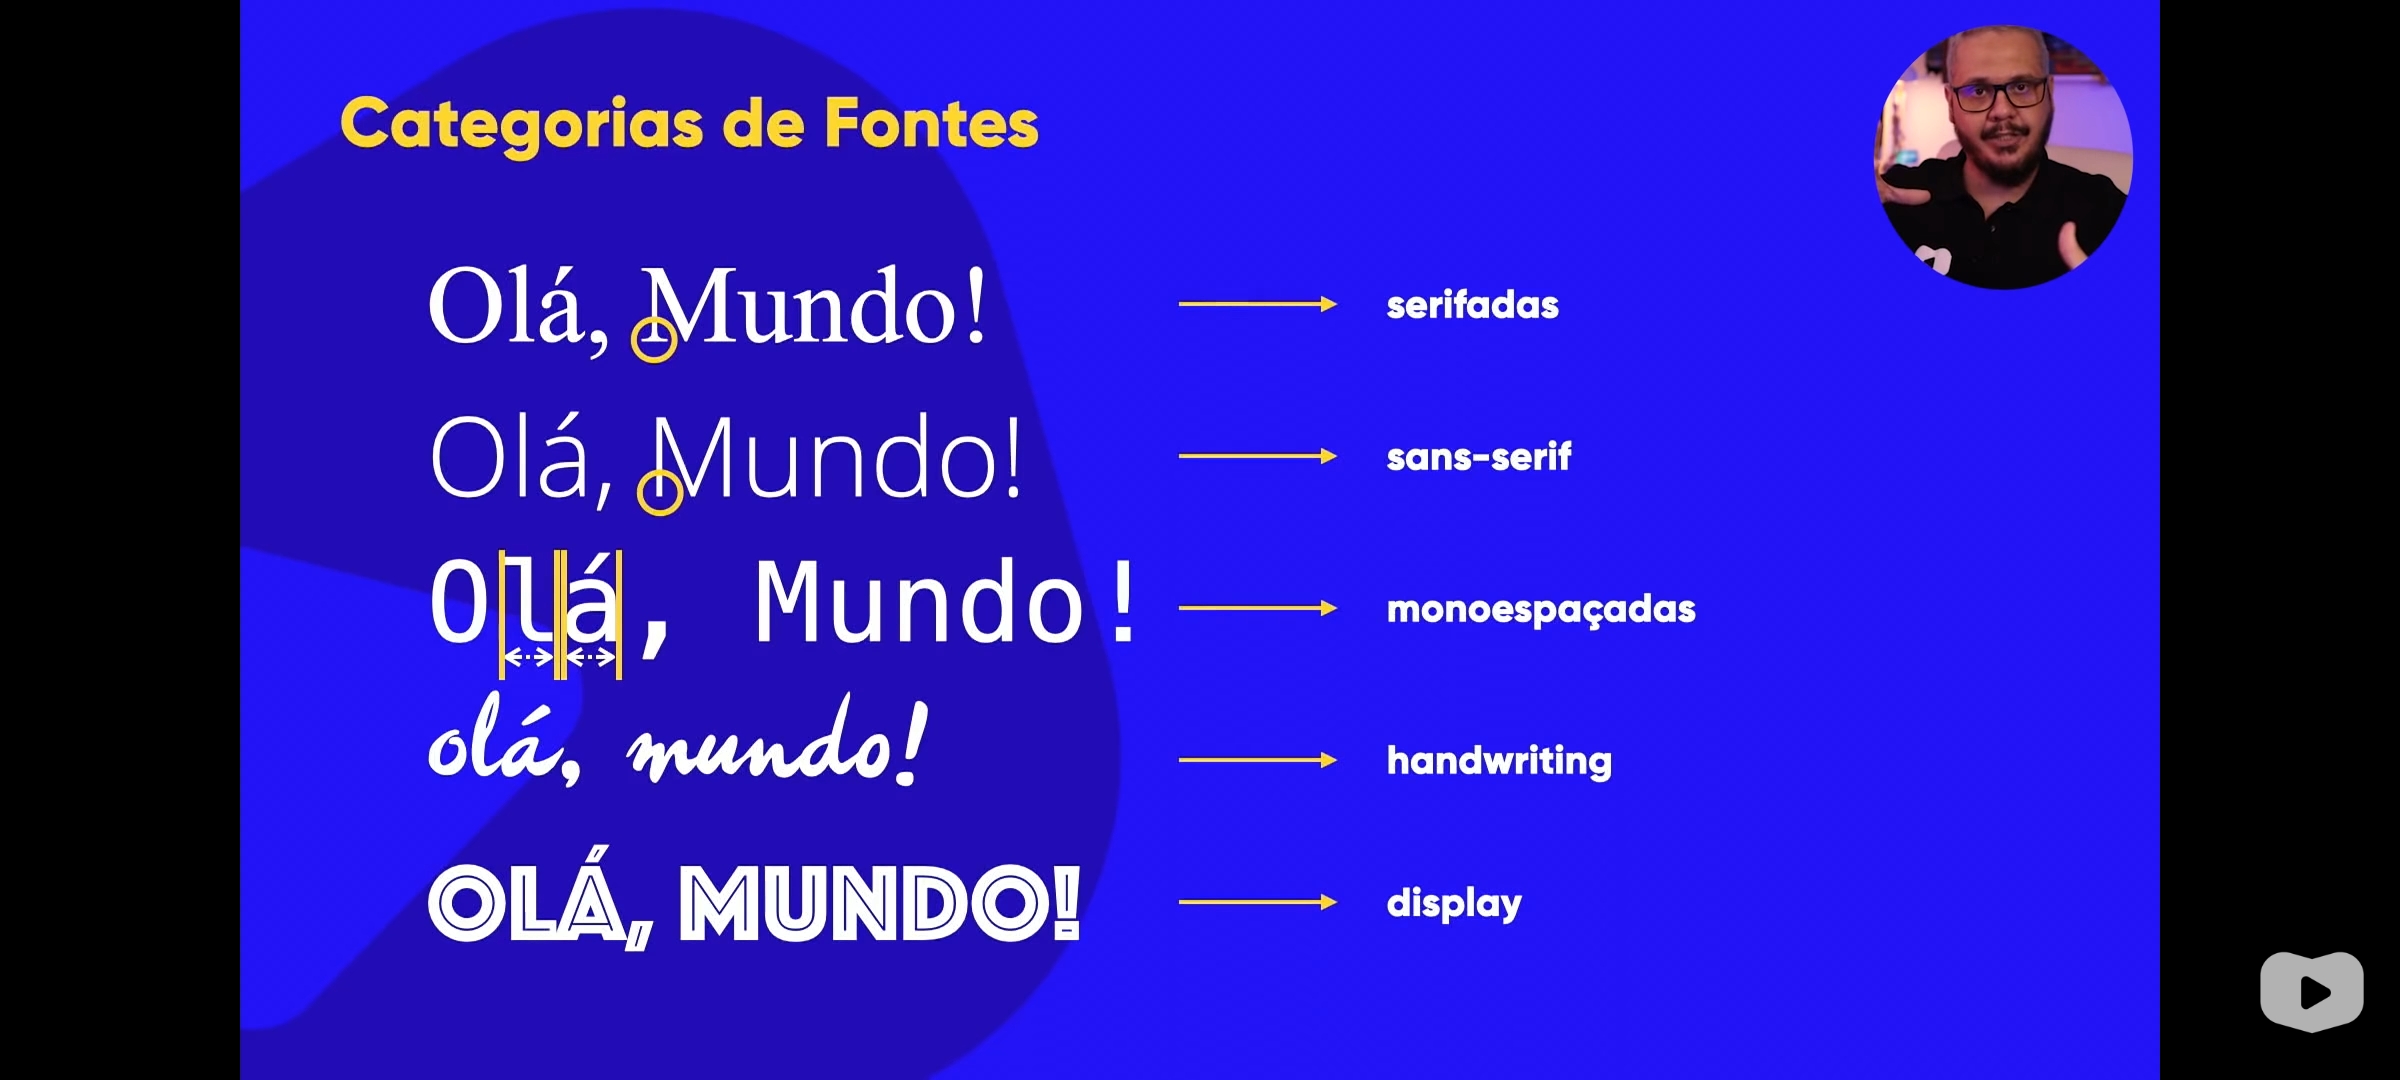 Categorias de Fontes
Olá, Mundo! serifadas
Olá, Mundo! sans-serif
Olá, Mundo! monoespaçadas
olá, mundo! handwriting
OLÁ, MUNDO! display